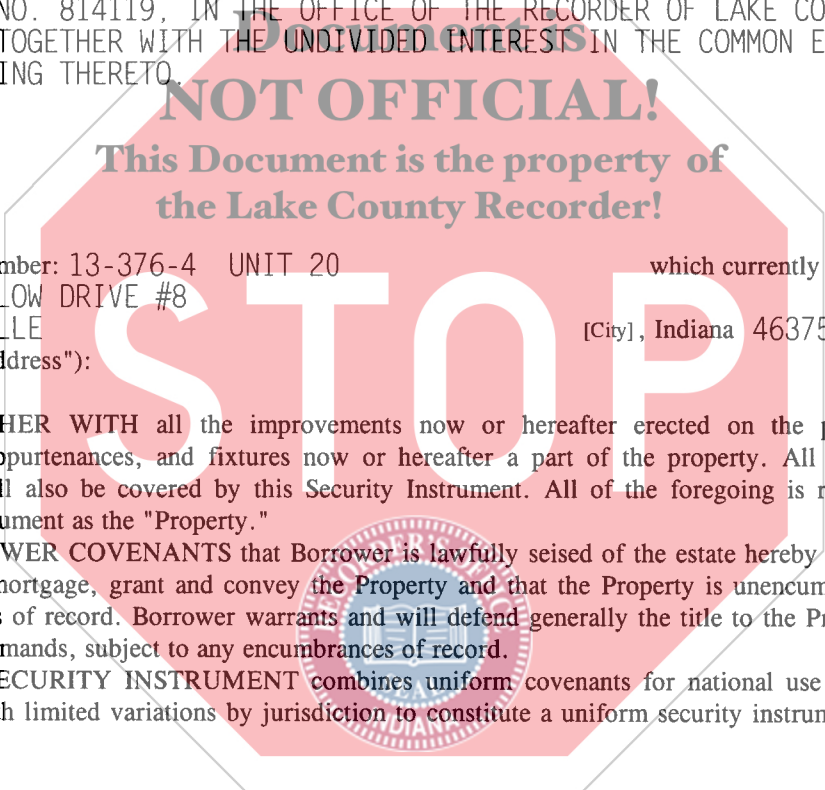 NO. 814119, IN THE OFFICE OF THE RECORDER OF LAKE CO
Document is
TOGETHER WITH THE UNDIVIDED INTEREST IN THE COMMON E
ING THERETO.
NOT OFFICIAL!
This Document is the property of
the Lake County Recorder!
mber: 13-376-4 UNIT 20 which currently
LOW DRIVE #8
LLE [City], Indiana 46375
ddress"):
STOP
HER WITH all the improvements now or hereafter erected on the p
ppurtenances, and fixtures now or hereafter a part of the property. All
ll also be covered by this Security Instrument. All of the foregoing is r
ument as the "Property."
WER COVENANTS that Borrower is lawfully seised of the estate hereby
mortgage, grant and convey the Property and that the Property is unencum
s of record. Borrower warrants and will defend generally the title to the Pr
mands, subject to any encumbrances of record.
ECURITY INSTRUMENT combines uniform covenants for national use
h limited variations by jurisdiction to constitute a uniform security instrum
SEAL
INDIANA